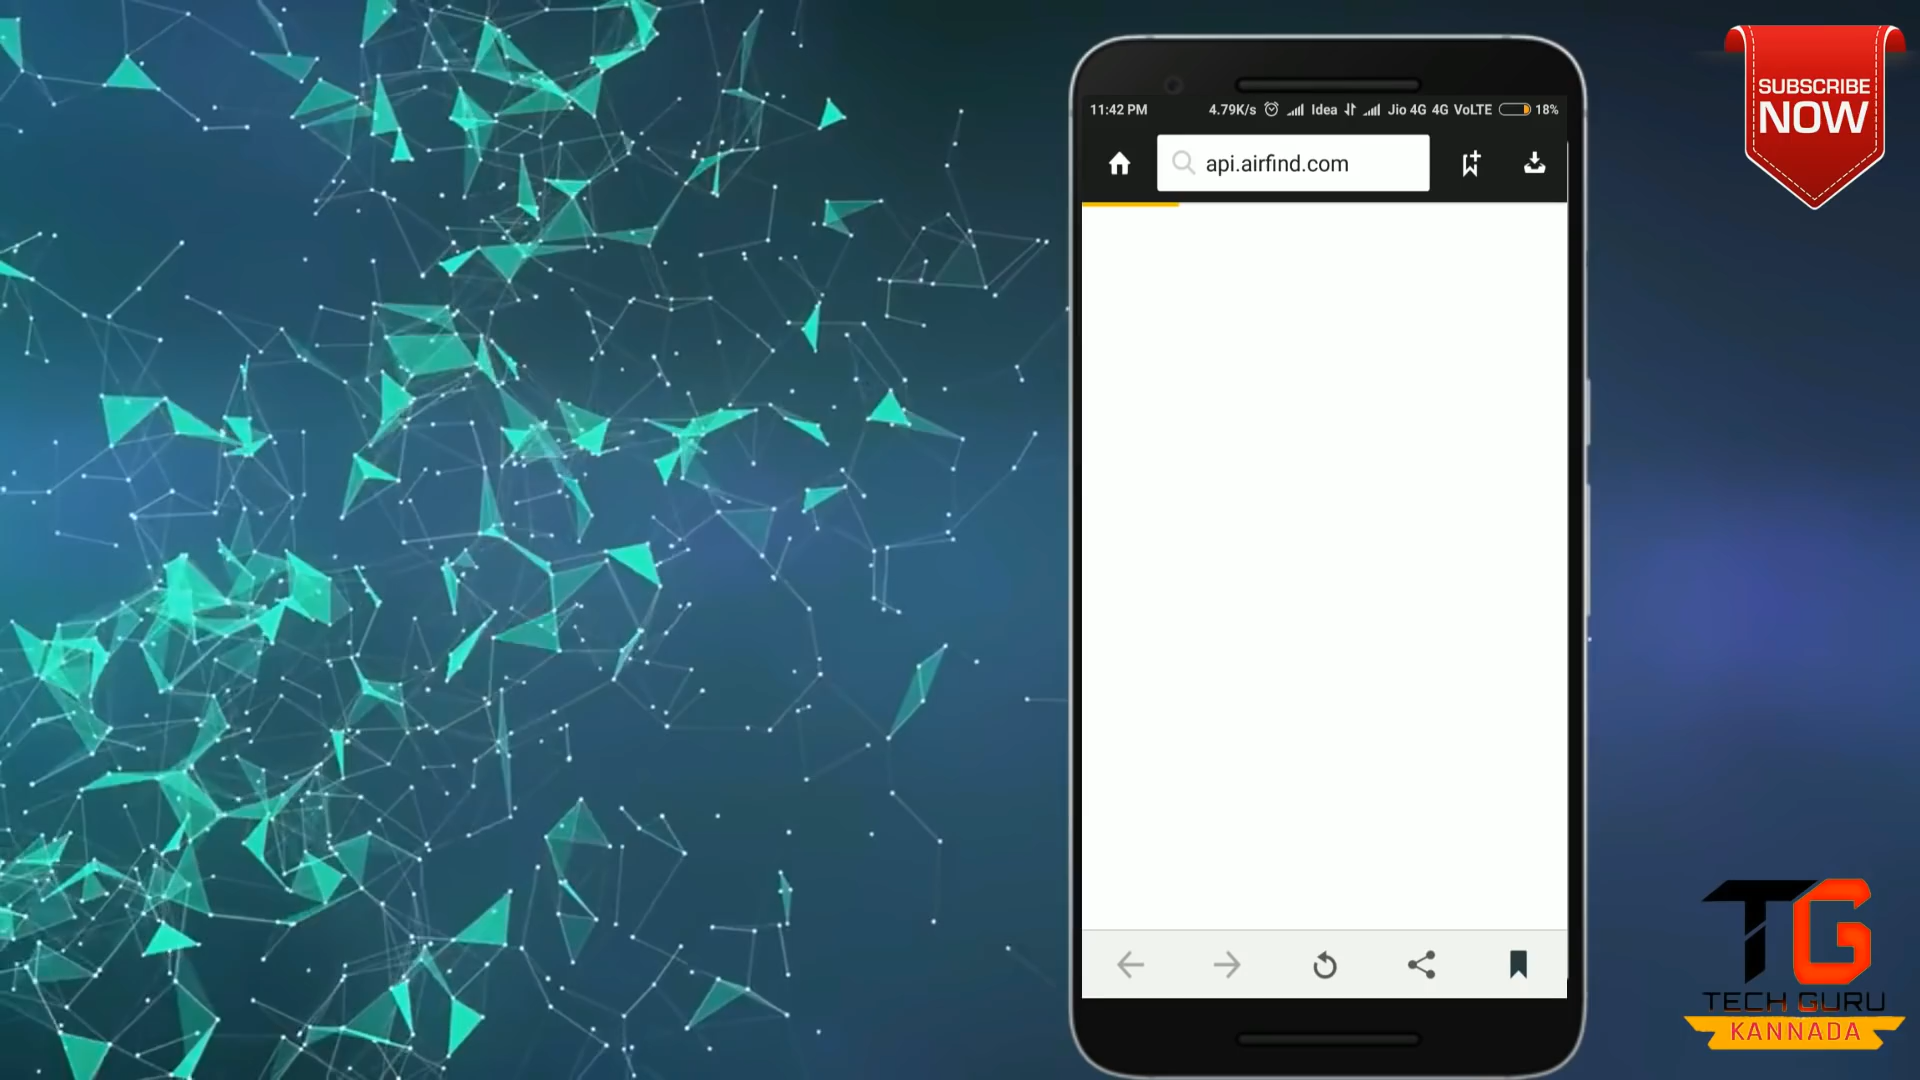 11:42 PM 4.79K/s Idea Jio 4G 4G VoLTE 18%
api.airfind.com
SUBSCRIBE
NOW
TG
TECH GURU
KANNADA